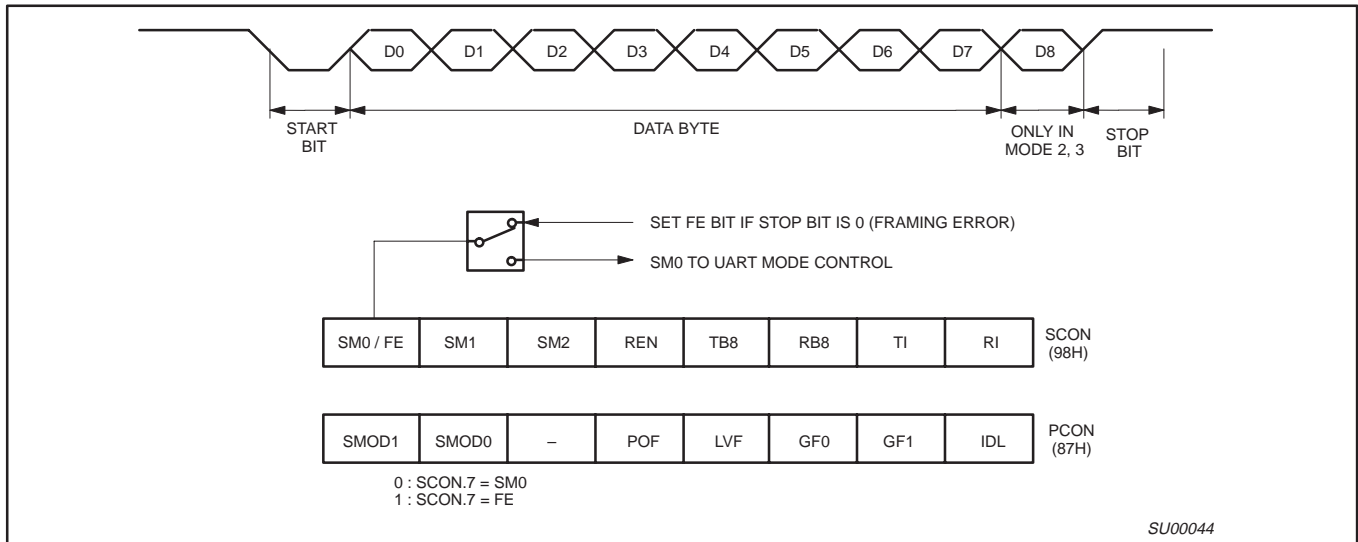 D0 D1 D2 D3 D4 D5 D6 D7 D8
START
BIT
DATA BYTE
ONLY IN
MODE 2, 3
STOP
BIT
SET FE BIT IF STOP BIT IS 0 (FRAMING ERROR)
SM0 TO UART MODE CONTROL
SM0 / FE SM1 SM2 REN TB8 RB8 TI RI
SCON
(98H)
SMOD1 SMOD0 – POF LVF GF0 GF1 IDL
PCON
(87H)
0 : SCON.7 = SM0
1 : SCON.7 = FE
SU00044